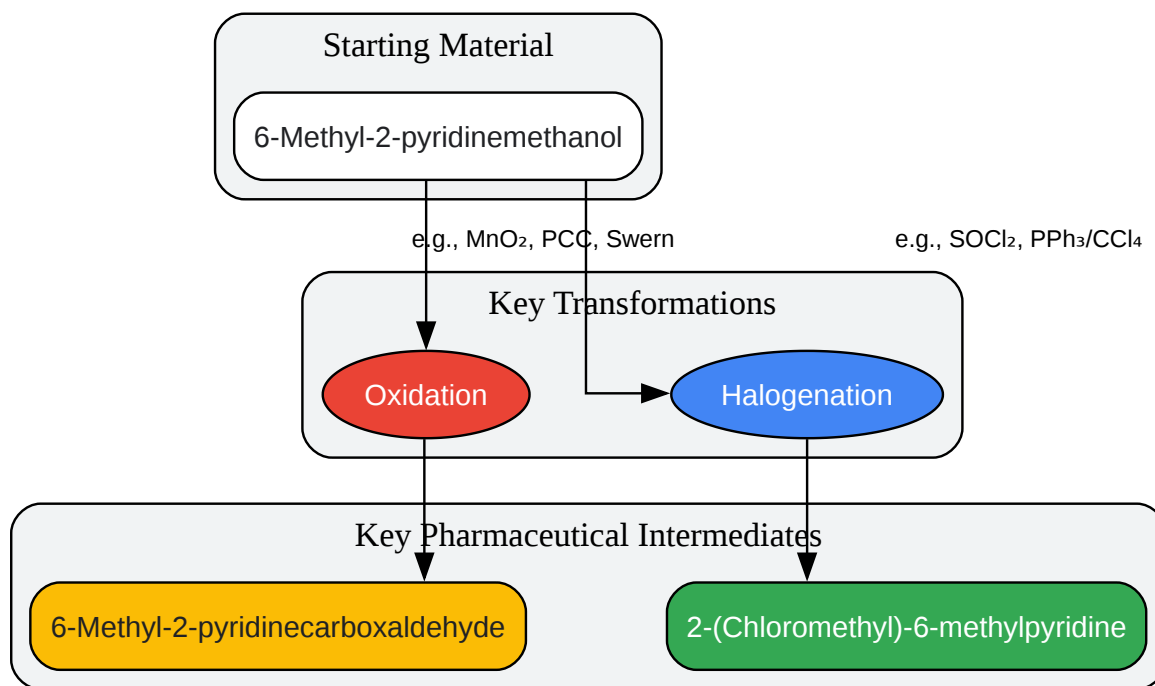 Starting Material
6-Methyl-2-pyridinemethanol
e.g., MnO₂, PCC, Swern
e.g., SOCl₂, PPh₃/CCl₄
Key Transformations
Oxidation
Halogenation
Key Pharmaceutical Intermediates
6-Methyl-2-pyridinecarboxaldehyde
2-(Chloromethyl)-6-methylpyridine